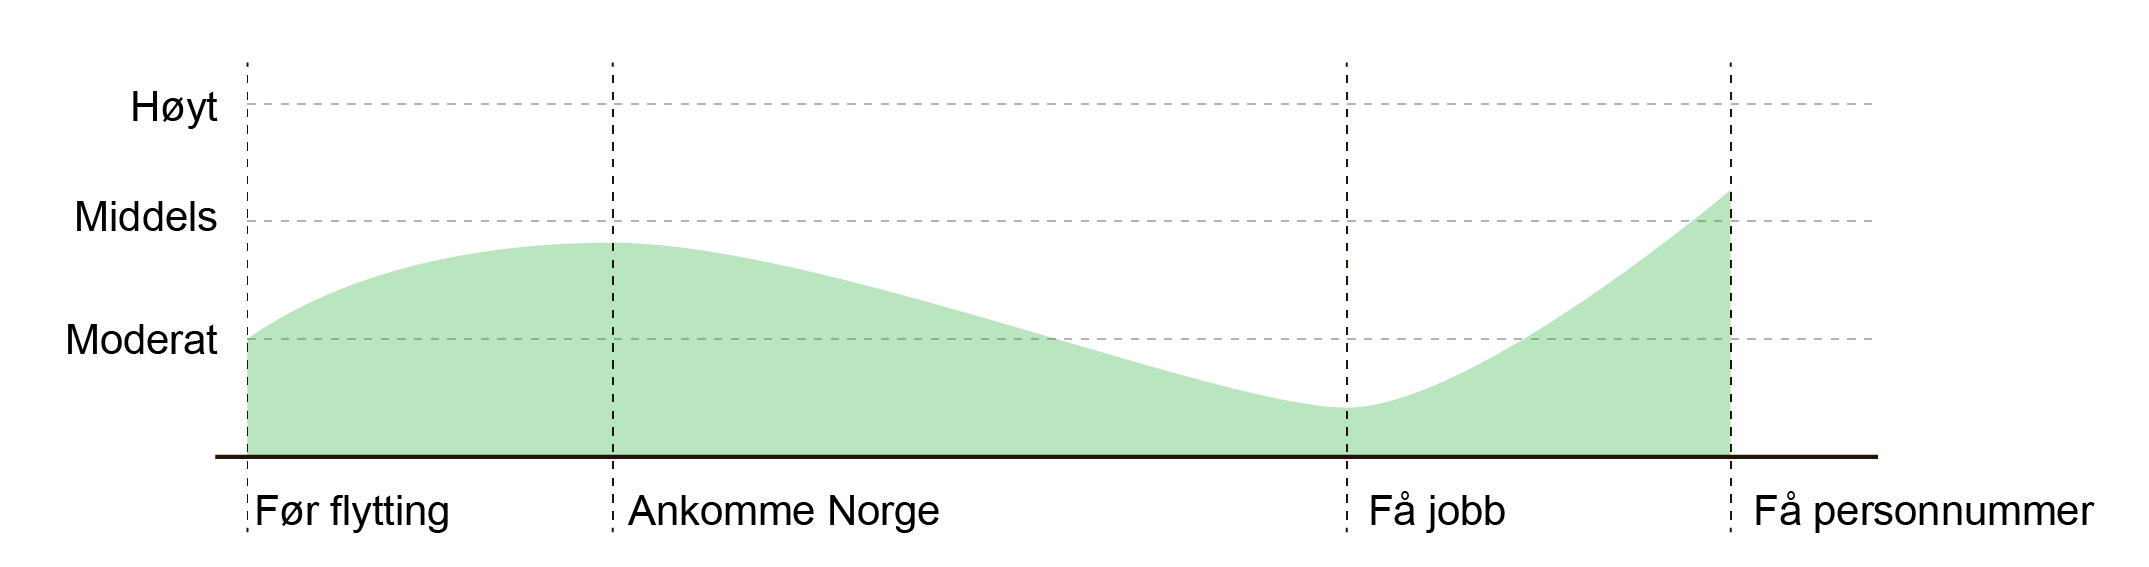 Høyt
Middels
Moderat
Før flytting
Ankomme Norge
Få jobb
Få personnummer